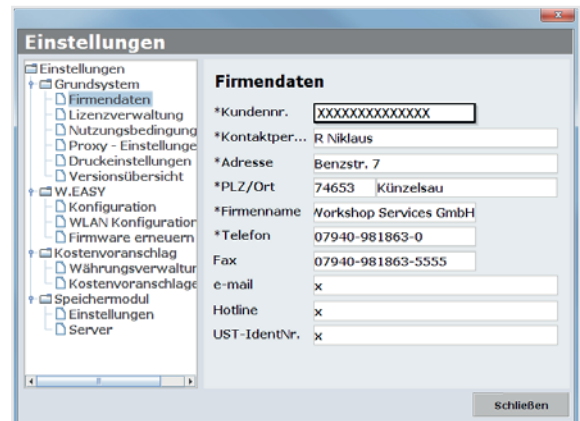 Einstellungen
Einstellungen
Grundsystem
Firmendaten
Lizenzverwaltung
Nutzungsbedingung
Proxy - Einstellunge
Druckeinstellungen
Versionsübersicht
W.EASY
Konfiguration
WLAN Konfiguration
Firmware erneuern
Kostenvoranschlag
Währungsverwaltur
Kostenvoranschlage
Speichermodul
Einstellungen
Server
Firmendaten
*Kundennr. XXXXXXXXXXXXXX
*Kontaktper... R Niklaus
*Adresse Benzstr. 7
*PLZ/Ort 74653 Künzelsau
*Firmenname Workshop Services GmbH
*Telefon 07940-981863-0
Fax 07940-981863-5555
e-mail x
Hotline x
UST-IdentNr. x
Schließen